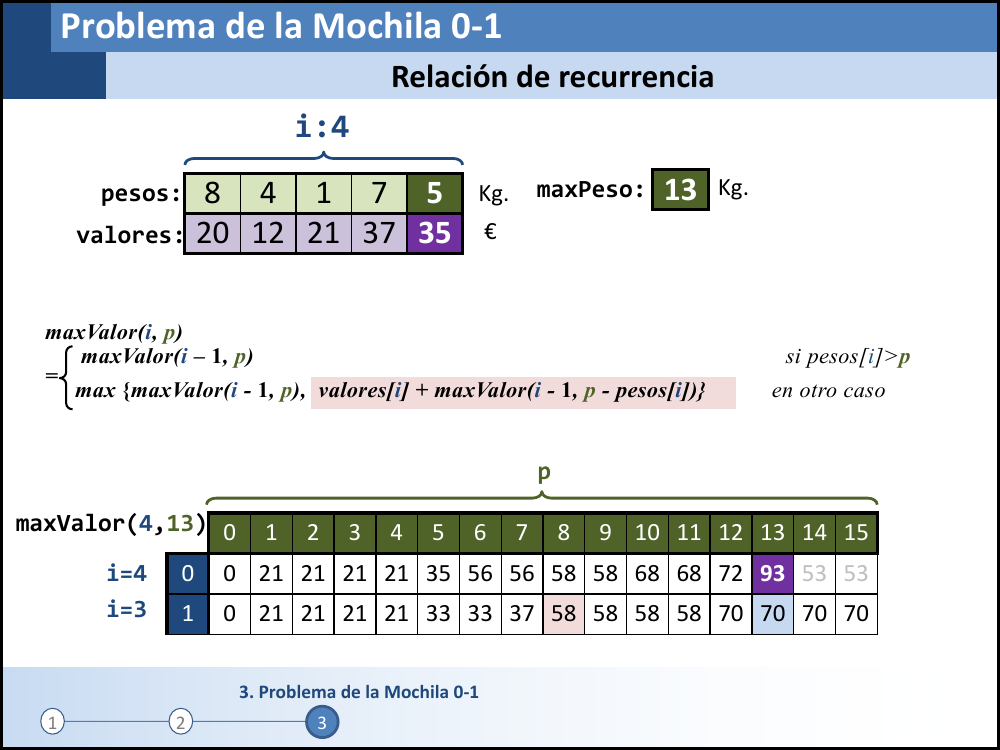 Problema de la Mochila 0-1
Relación de recurrencia
i:4
pesos: 8 4 1 7 5 Kg. maxPeso: 13 Kg.
valores: 20 12 21 37 35 €
maxValor(i, p)
maxValor(i – 1, p) si pesos[i]>p
=
max {maxValor(i - 1, p), valores[i] + maxValor(i - 1, p - pesos[i])} en otro caso
p
maxValor(4,13) 0 1 2 3 4 5 6 7 8 9 10 11 12 13 14 15
i=4 0 0 21 21 21 21 35 56 56 58 58 68 68 72 93 53 53
i=3 1 0 21 21 21 21 33 33 37 58 58 58 58 70 70 70 70
3. Problema de la Mochila 0-1
1 2 3